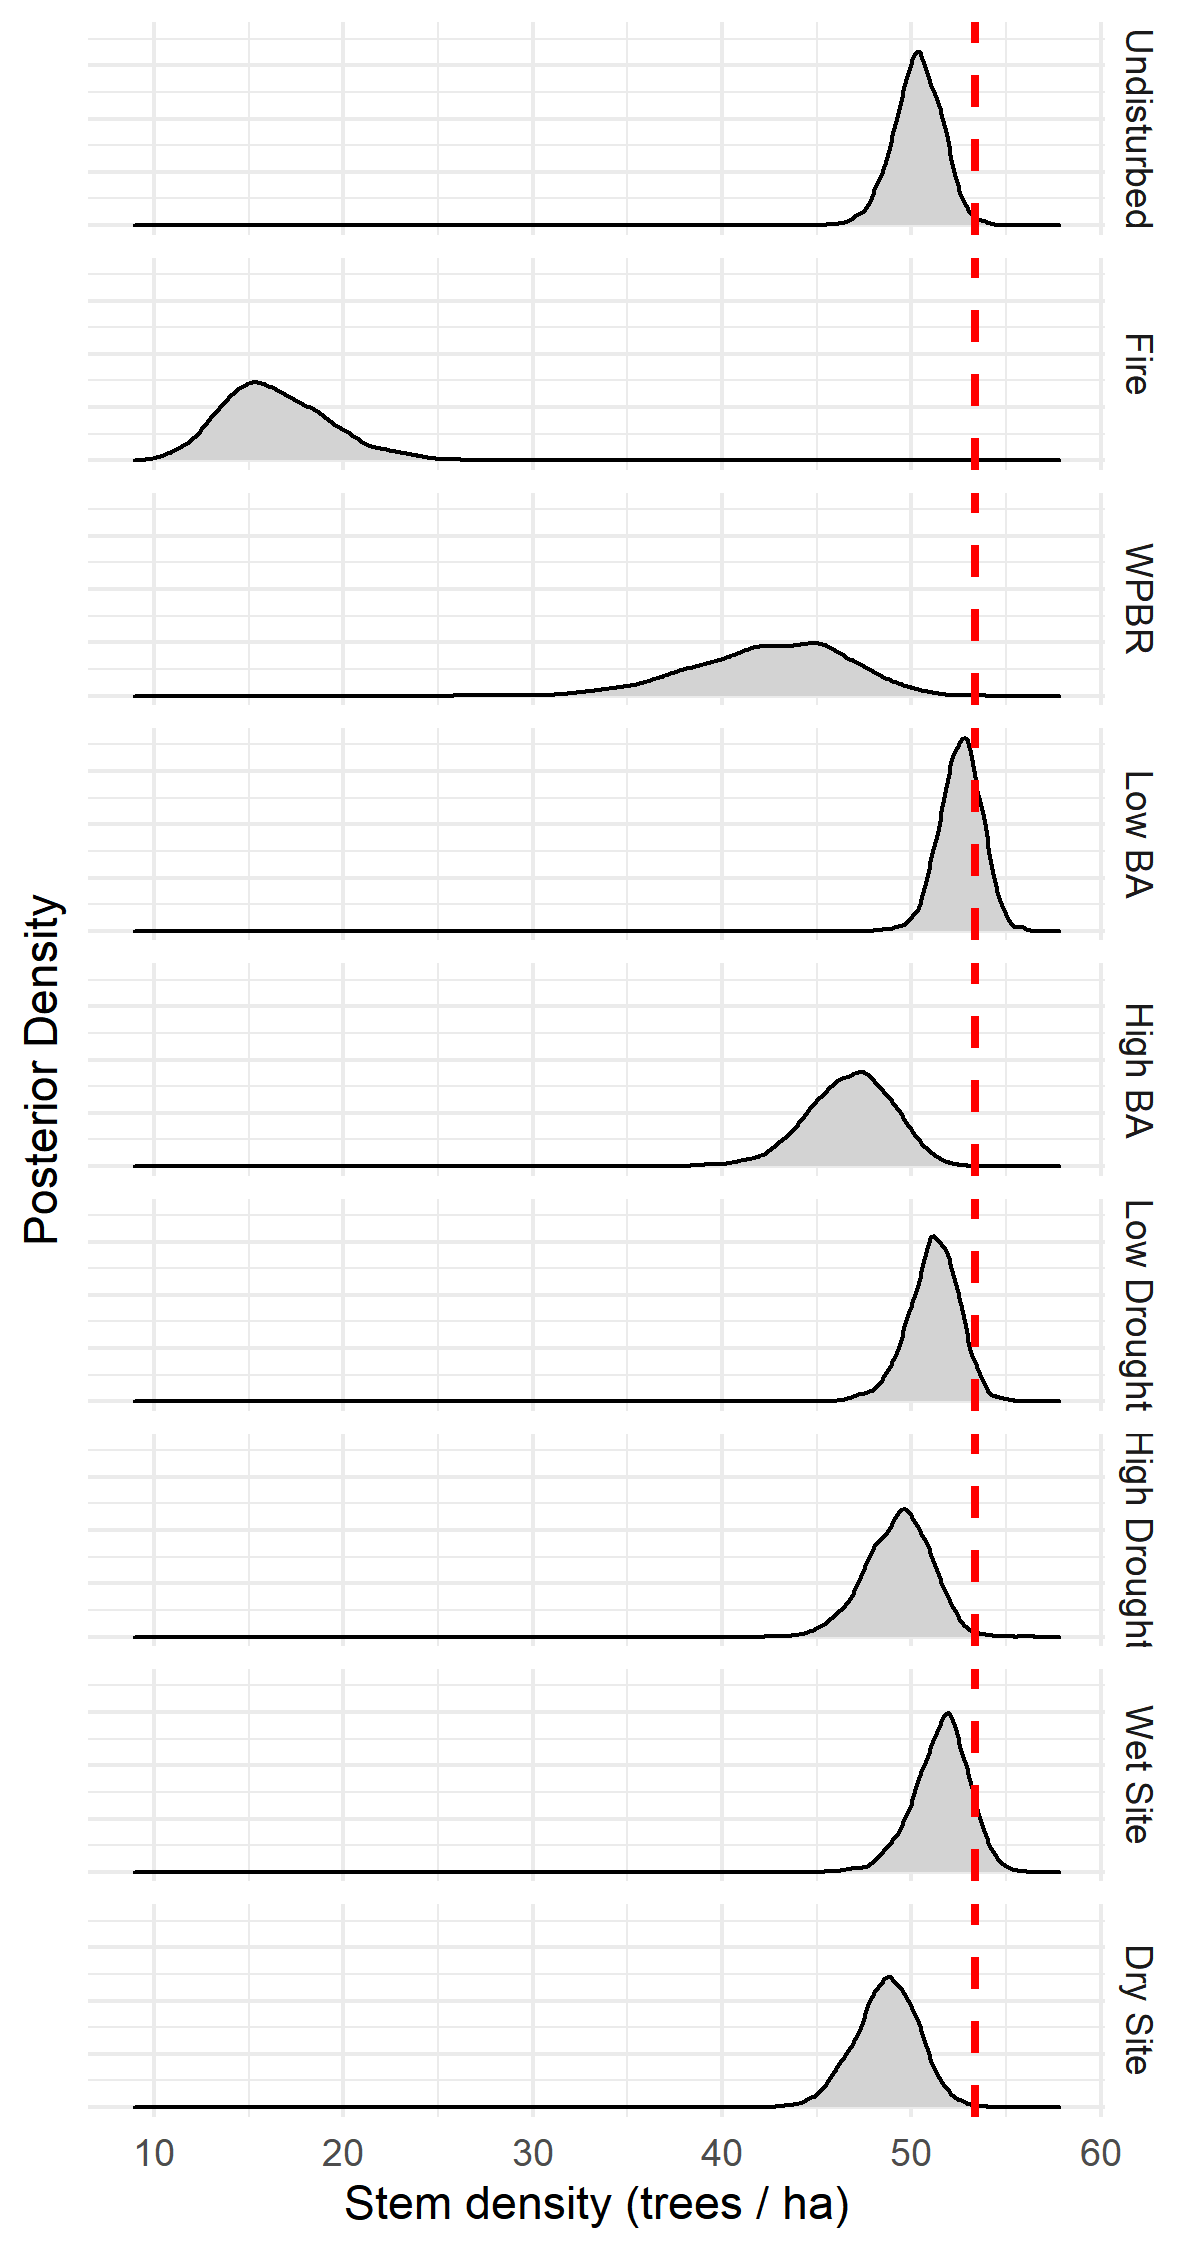 Undisturbed
Fire
WPBR
Low BA
High BA
Low Drought
High Drought
Wet Site
Dry Site
Posterior Density
10 20 30 40 50 60
Stem density (trees / ha)